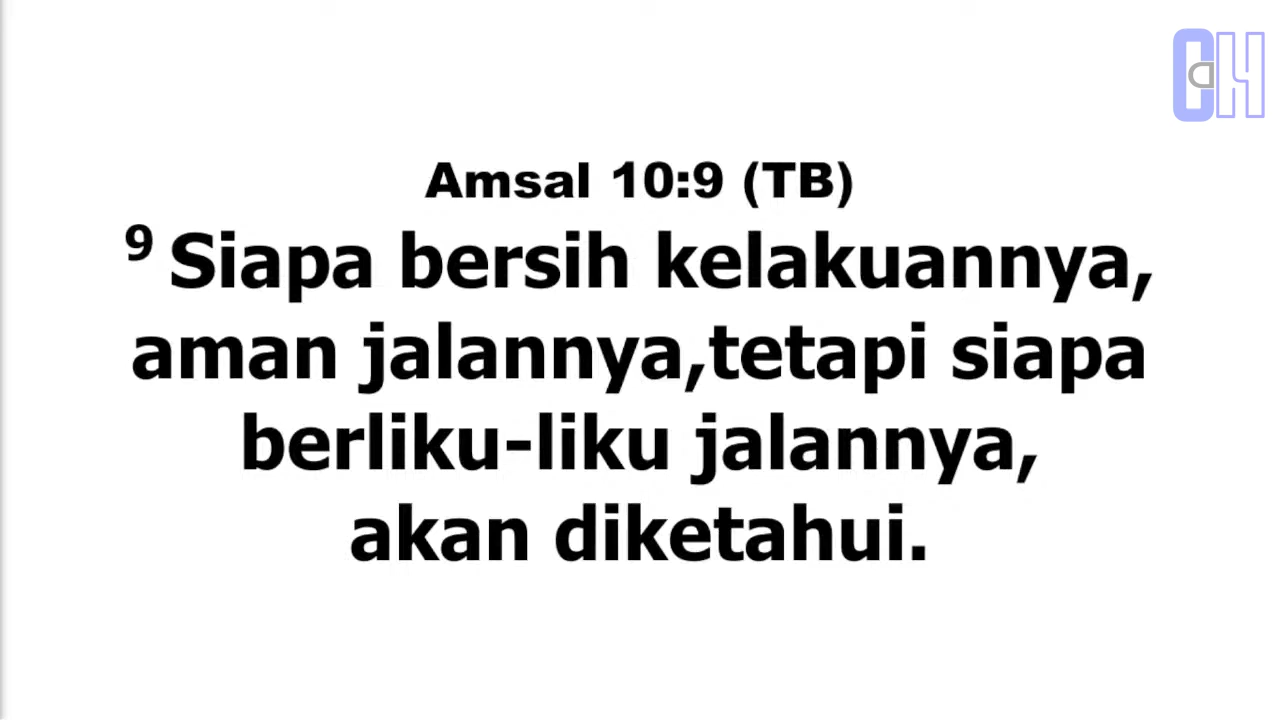 Amsal 10:9 (TB)
⁹ Siapa bersih kelakuannya,
aman jalannya,tetapi siapa
berliku-liku jalannya,
akan diketahui.